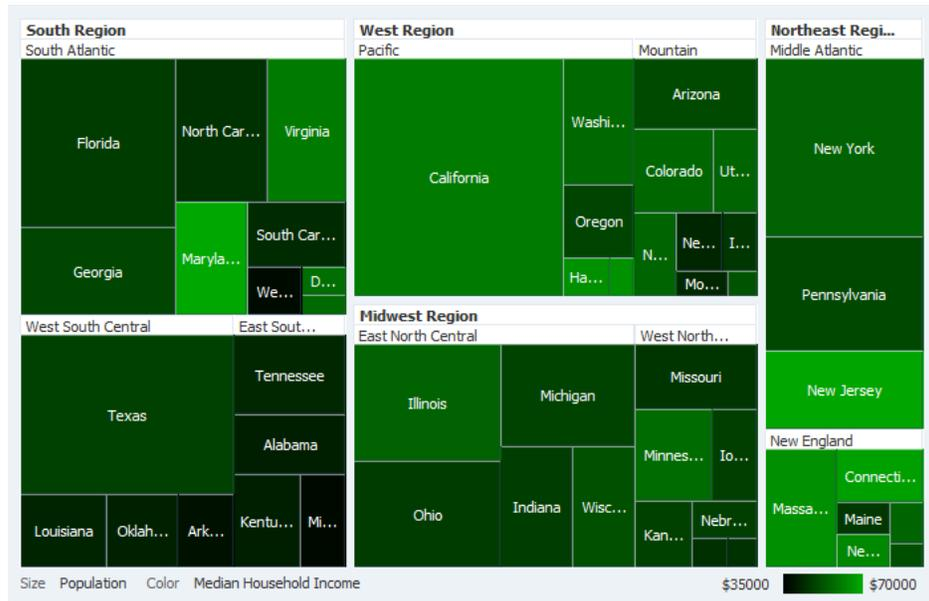 South Region
South Atlantic
Florida
North Car...
Virginia
Georgia
Maryla...
South Car...
We...
D...
West South Central
East Sout...
Texas
Tennessee
Alabama
Louisiana
Oklah...
Ark...
Kentu...
Mi...
West Region
Pacific
Mountain
California
Washi...
Oregon
Ha...
Arizona
Colorado
Ut...
N...
Ne...
I...
Mo...
Midwest Region
East North Central
West North...
Illinois
Michigan
Ohio
Indiana
Wisc...
Missouri
Minnes...
Io...
Kan...
Nebr...
Northeast Regi...
Middle Atlantic
New York
Pennsylvania
New Jersey
New England
Massa...
Connecti...
Maine
Ne...
Size Population Color Median Household Income
$35000 $70000